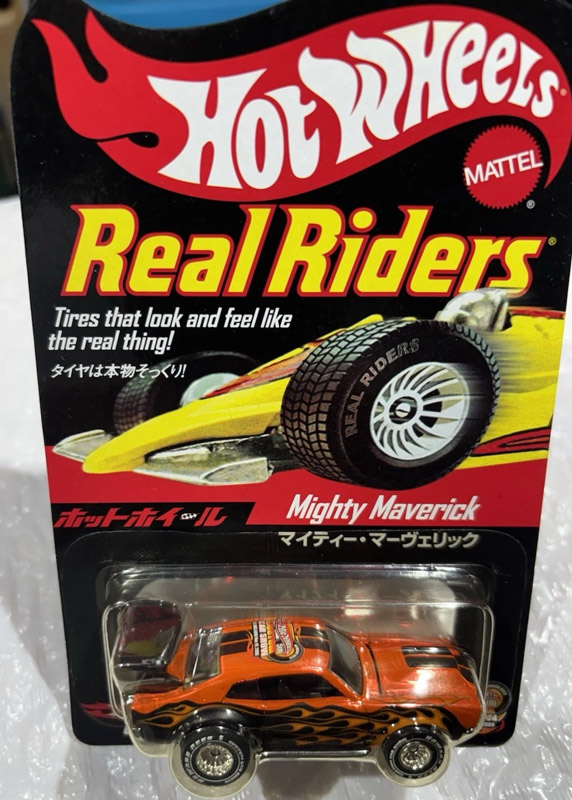 HOT WHEELS®
MATTEL
®
Real Riders®
Tires that look and feel like
the real thing!
タイヤは本物そっくり!
REAL RIDERS
ホットホイール
Mighty Maverick
マイティー・マーヴェリック
CAR SHOW